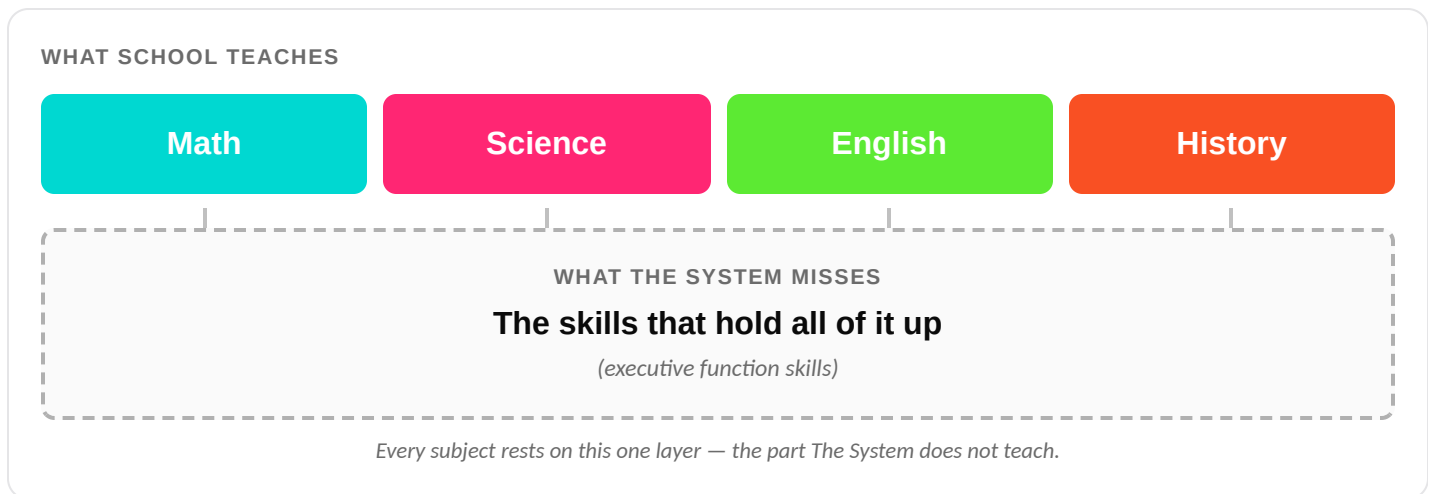 WHAT SCHOOL TEACHES
Math
Science
English
History
WHAT THE SYSTEM MISSES
The skills that hold all of it up
(executive function skills)
Every subject rests on this one layer — the part The System does not teach.